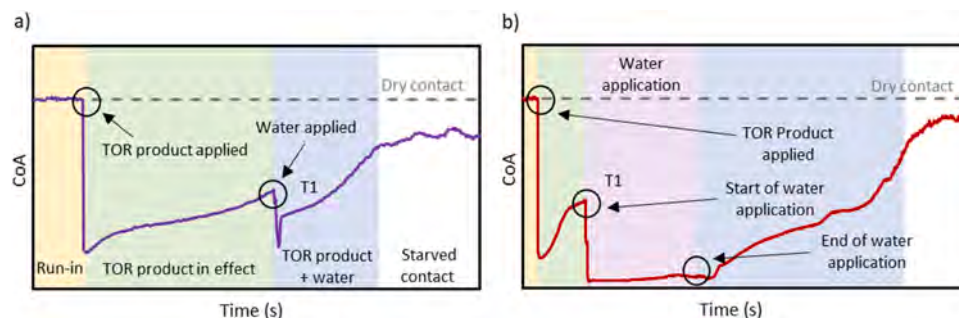 a)
CoA
Dry contact
Water applied
TOR product applied
T1
Run-in
TOR product in effect
TOR product
+ water
Starved
contact
Time (s)
b)
CoA
Water
application
Dry contact
TOR Product
applied
T1
Start of water
application
End of water
application
Time (s)